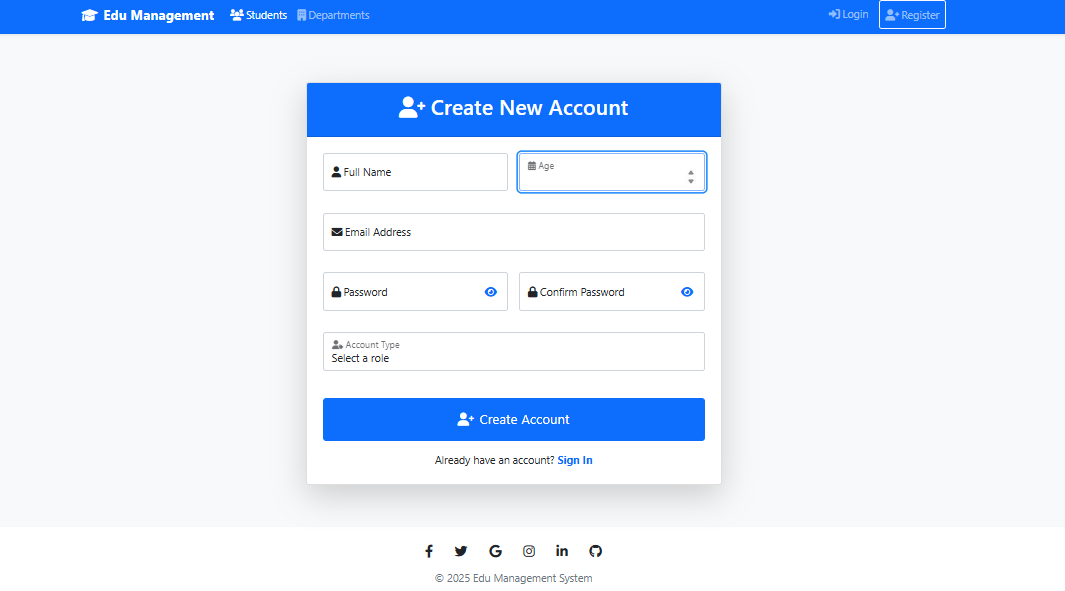 Edu Management Students Departments Login Register
Create New Account
Full Name Age
Email Address
Password Confirm Password
Account Type
Select a role
Create Account
Already have an account? Sign In
© 2025 Edu Management System